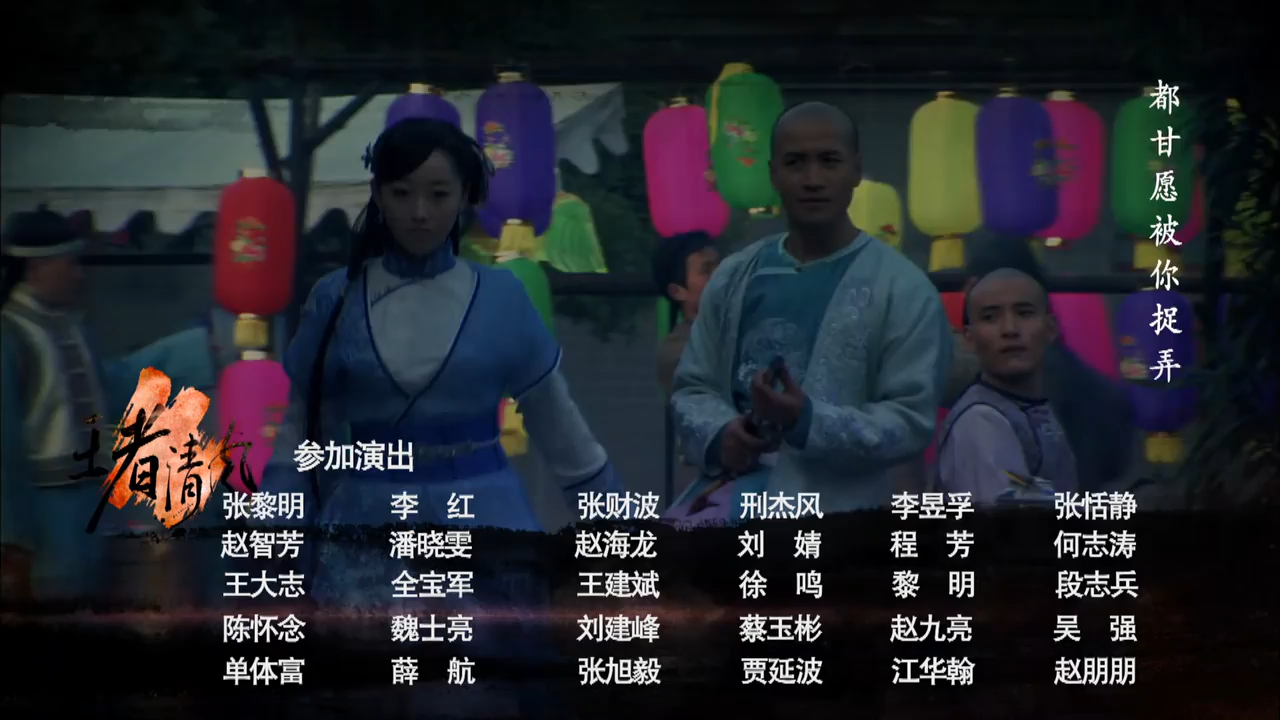 都甘愿被你捉弄
王者清风
参加演出
张黎明 李 红 张财波 刑杰风 李昱孚 张恬静
赵智芳 潘晓雯 赵海龙 刘 婧 程 芳 何志涛
王大志 全宝军 王建斌 徐 鸣 黎 明 段志兵
陈怀念 魏士亮 刘建峰 蔡玉彬 赵九亮 吴 强
单体富 薛 航 张旭毅 贾延波 江华翰 赵朋朋